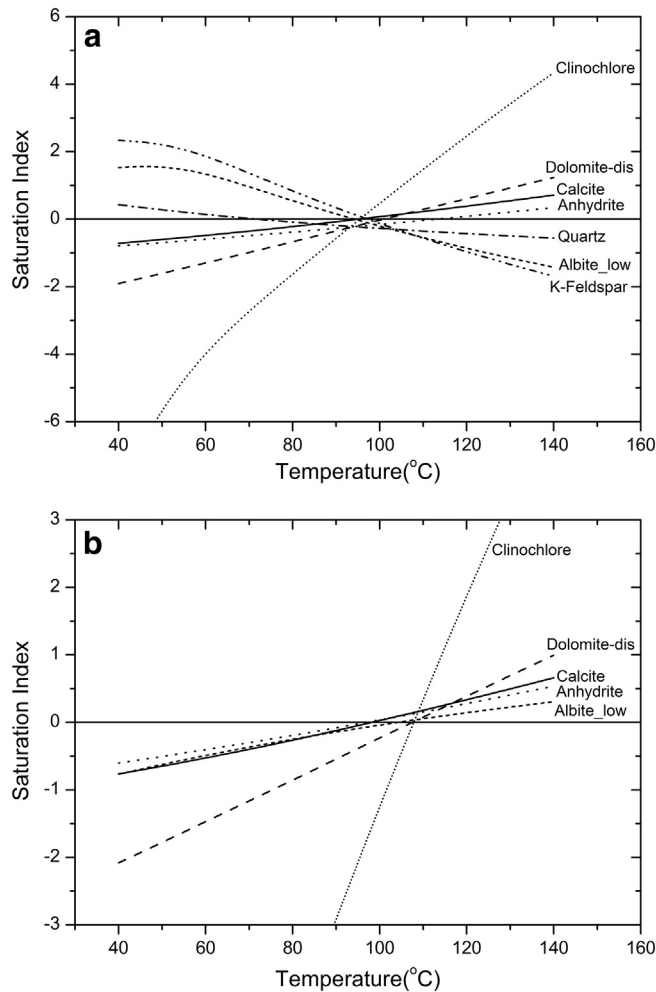 a
6
4
2
0
-2
-4
-6
Saturation Index
Clinochlore
Dolomite-dis
Calcite
Anhydrite
Quartz
Albite_low
K-Feldspar
40 60 80 100 120 140 160
Temperature(°C)
b
3
2
1
0
-1
-2
-3
Saturation Index
Clinochlore
Dolomite-dis
Calcite
Anhydrite
Albite_low
40 60 80 100 120 140 160
Temperature(°C)